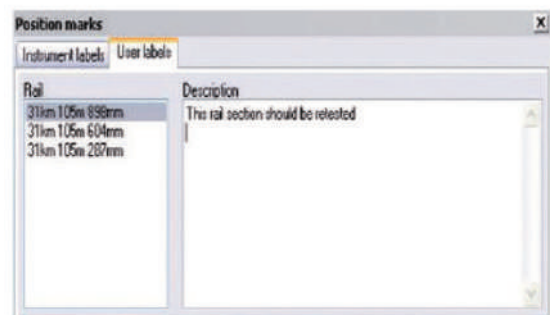 Position marks
Instrument labels
User labels
Rail
Description
31km 105m 898mm
31km 105m 604mm
31km 105m 287mm
This rail section should be retested